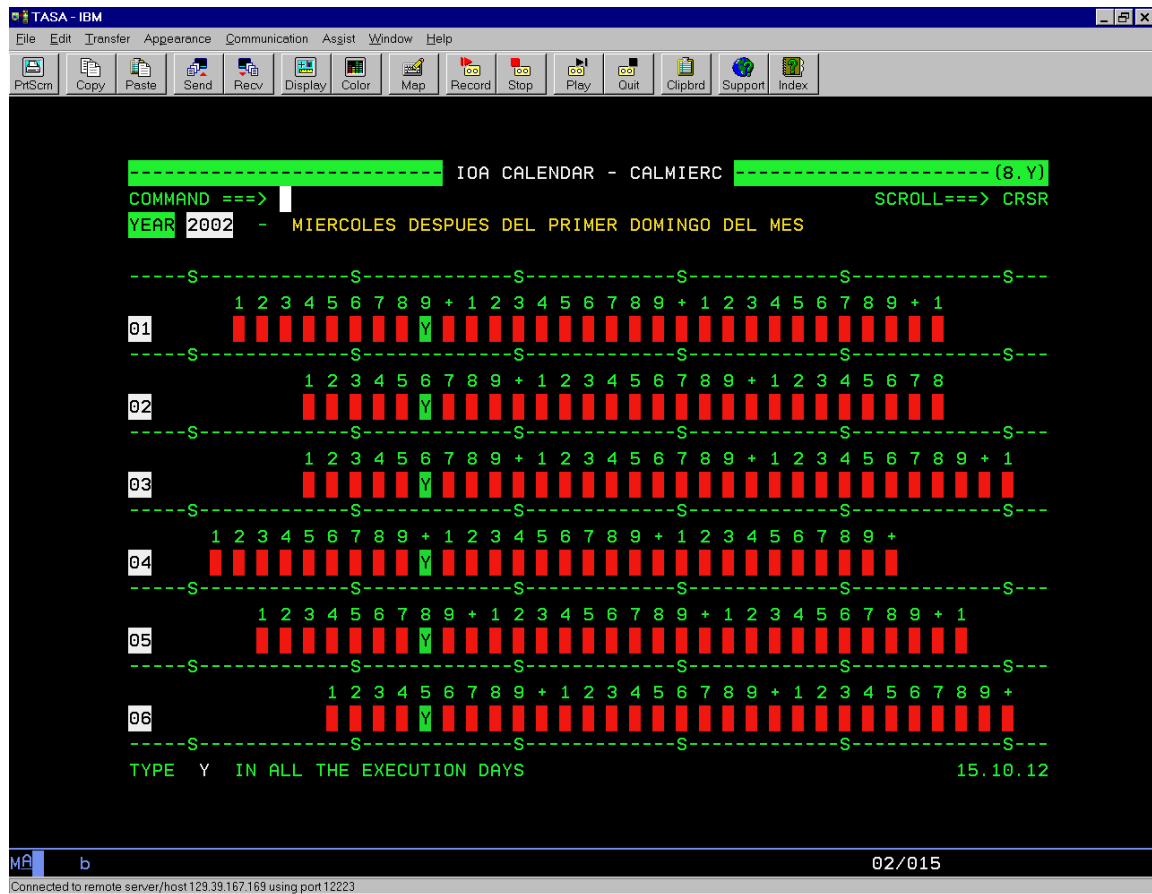 TASA - IBM
File Edit Transfer Appearance Communication Assist Window Help
PrtScrn Copy Paste Send Recv Display Color Map Record Stop Play Quit Clipbrd Support Index
--------------------------- IOA CALENDAR - CALMIERC ----------------------(8.Y)
COMMAND ===> SCROLL===> CRSR
YEAR 2002 - MIERCOLES DESPUES DEL PRIMER DOMINGO DEL MES
-----S-------------S-------------S-------------S-------------S-------------S---
1 2 3 4 5 6 7 8 9 + 1 2 3 4 5 6 7 8 9 + 1 2 3 4 5 6 7 8 9 + 1
01 Y
-----S-------------S-------------S-------------S-------------S-------------S---
1 2 3 4 5 6 7 8 9 + 1 2 3 4 5 6 7 8 9 + 1 2 3 4 5 6 7 8
02 Y
-----S-------------S-------------S-------------S-------------S-------------S---
1 2 3 4 5 6 7 8 9 + 1 2 3 4 5 6 7 8 9 + 1 2 3 4 5 6 7 8 9 + 1
03 Y
-----S-------------S-------------S-------------S-------------S-------------S---
1 2 3 4 5 6 7 8 9 + 1 2 3 4 5 6 7 8 9 + 1 2 3 4 5 6 7 8 9 +
04 Y
-----S-------------S-------------S-------------S-------------S-------------S---
1 2 3 4 5 6 7 8 9 + 1 2 3 4 5 6 7 8 9 + 1 2 3 4 5 6 7 8 9 + 1
05 Y
-----S-------------S-------------S-------------S-------------S-------------S---
1 2 3 4 5 6 7 8 9 + 1 2 3 4 5 6 7 8 9 + 1 2 3 4 5 6 7 8 9 +
06 Y
-----S-------------S-------------S-------------S-------------S-------------S---
TYPE Y IN ALL THE EXECUTION DAYS 15.10.12
MA b 02/015
Connected to remote server/host 129.39.167.169 using port 12223